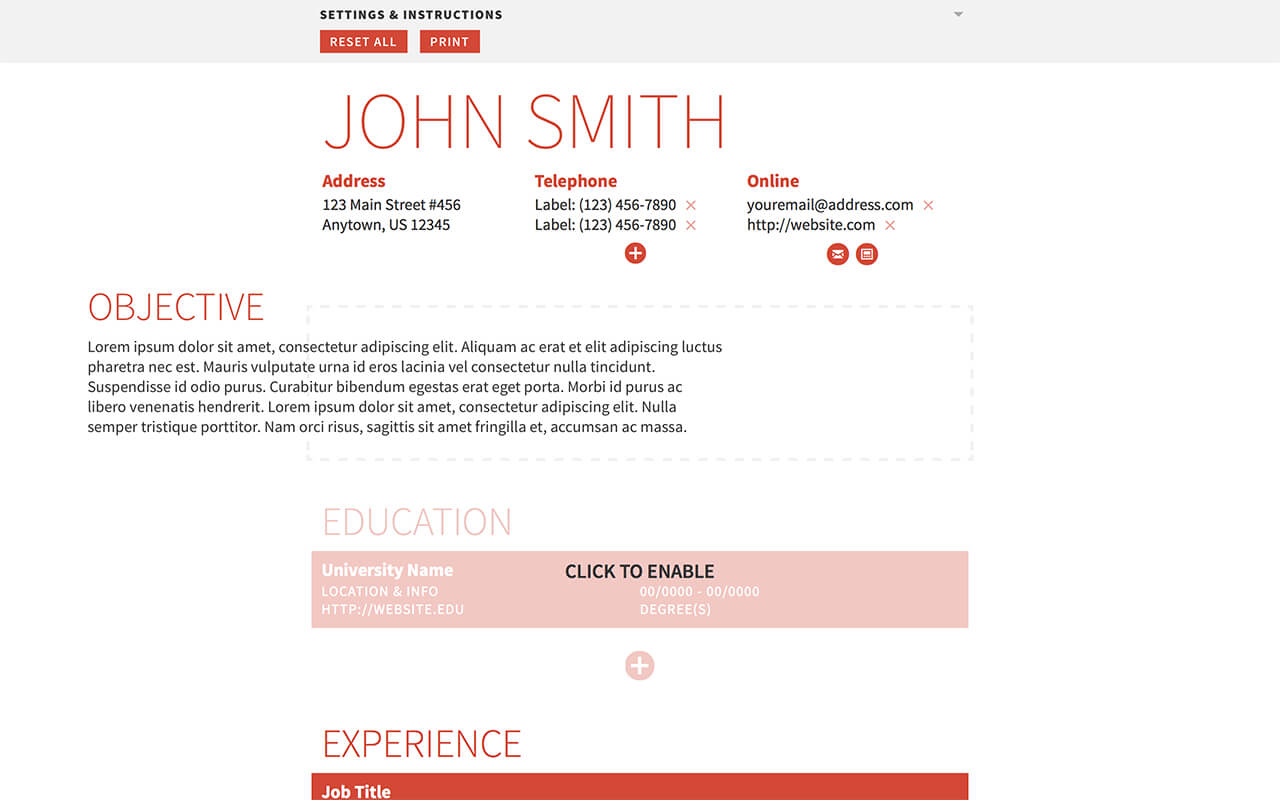 SETTINGS & INSTRUCTIONS
RESET ALL PRINT
JOHN SMITH
Address
123 Main Street #456
Anytown, US 12345
Telephone
Label: (123) 456-7890
Label: (123) 456-7890
Online
youremail@address.com
http://website.com
OBJECTIVE
Lorem ipsum dolor sit amet, consectetur adipiscing elit. Aliquam ac erat et elit adipiscing luctus
pharetra nec est. Mauris vulputate urna id eros lacinia vel consectetur nulla tincidunt.
Suspendisse id odio purus. Curabitur bibendum egestas erat eget porta. Morbi id purus ac
libero venenatis hendrerit. Lorem ipsum dolor sit amet, consectetur adipiscing elit. Nulla
semper tristique porttitor. Nam orci risus, sagittis sit amet fringilla et, accumsan ac massa.
EDUCATION
University Name
CLICK TO ENABLE
LOCATION & INFO 00/0000 - 00/0000
HTTP://WEBSITE.EDU DEGREE(S)
EXPERIENCE
Job Title